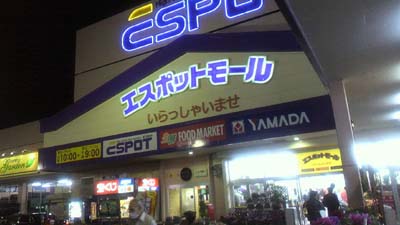 ESPOT
エスポットモール
いらっしゃいませ
10:00 9:00
ESPOT
FOOD MARKET
YAMADA
エスポットモール